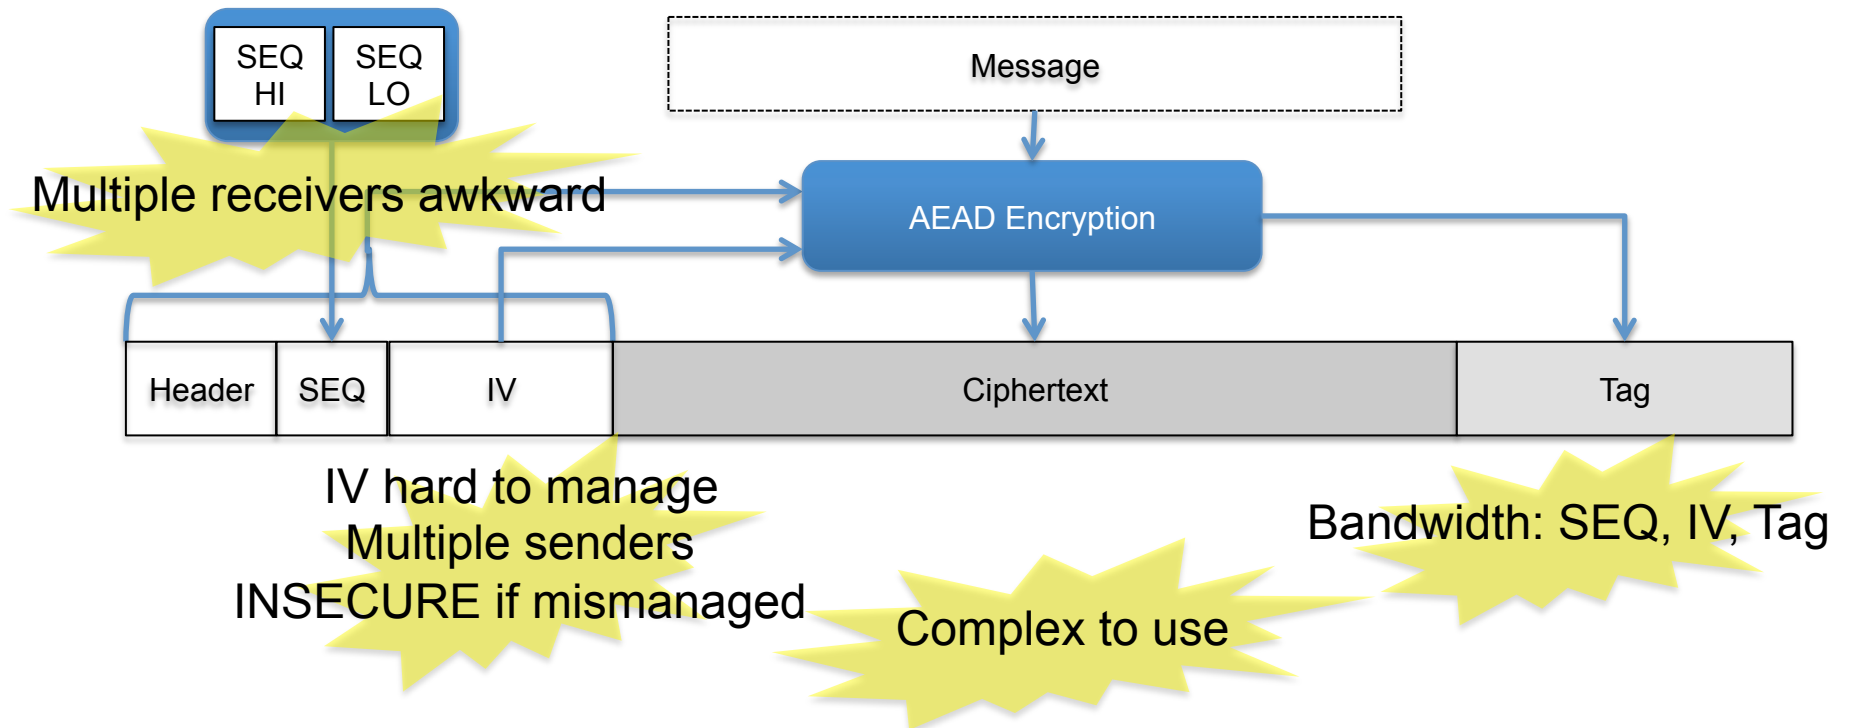 SEQ
HI
SEQ
LO
Message
Multiple receivers awkward
AEAD Encryption
Header
SEQ
IV
Ciphertext
Tag
IV hard to manage
Multiple senders
INSECURE if mismanaged
Bandwidth: SEQ, IV, Tag
Complex to use